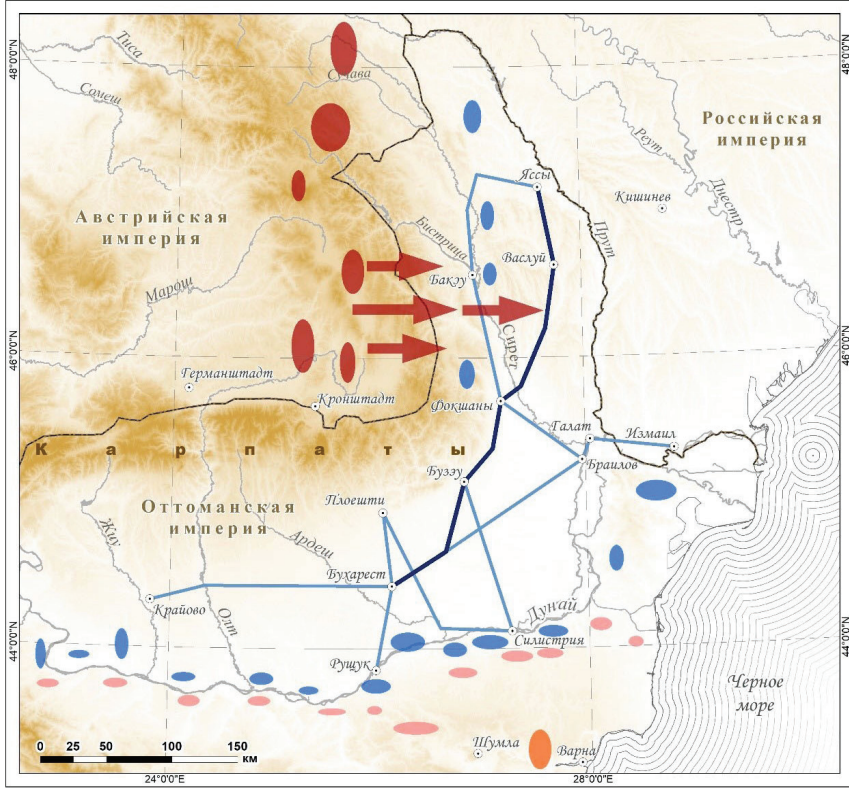 48°0'0"N
48°0'0"N
Тиса
Сомеш
Сучава
Российская
империя
Реут
Днестр
Яссы
Кишинев
Австрийская
империя
Бистрица
Прут
Васлуй
Бакэу
Марош
46°0'0"N
46°0'0"N
Сирет
Германштадт
Кронштадт
Фокшаны
Галат
Измаил
Карпаты
Браилов
Бузэу
Оттоманская
империя
Плоешти
Жиу
Ардеш
Бухарест
Крайово
Олт
Дунай
Силистрия
44°0'0"N
44°0'0"N
Рущук
Черное
море
Шумла
Варна
0 25 50 100 150
км
24°0'0"E
28°0'0"E